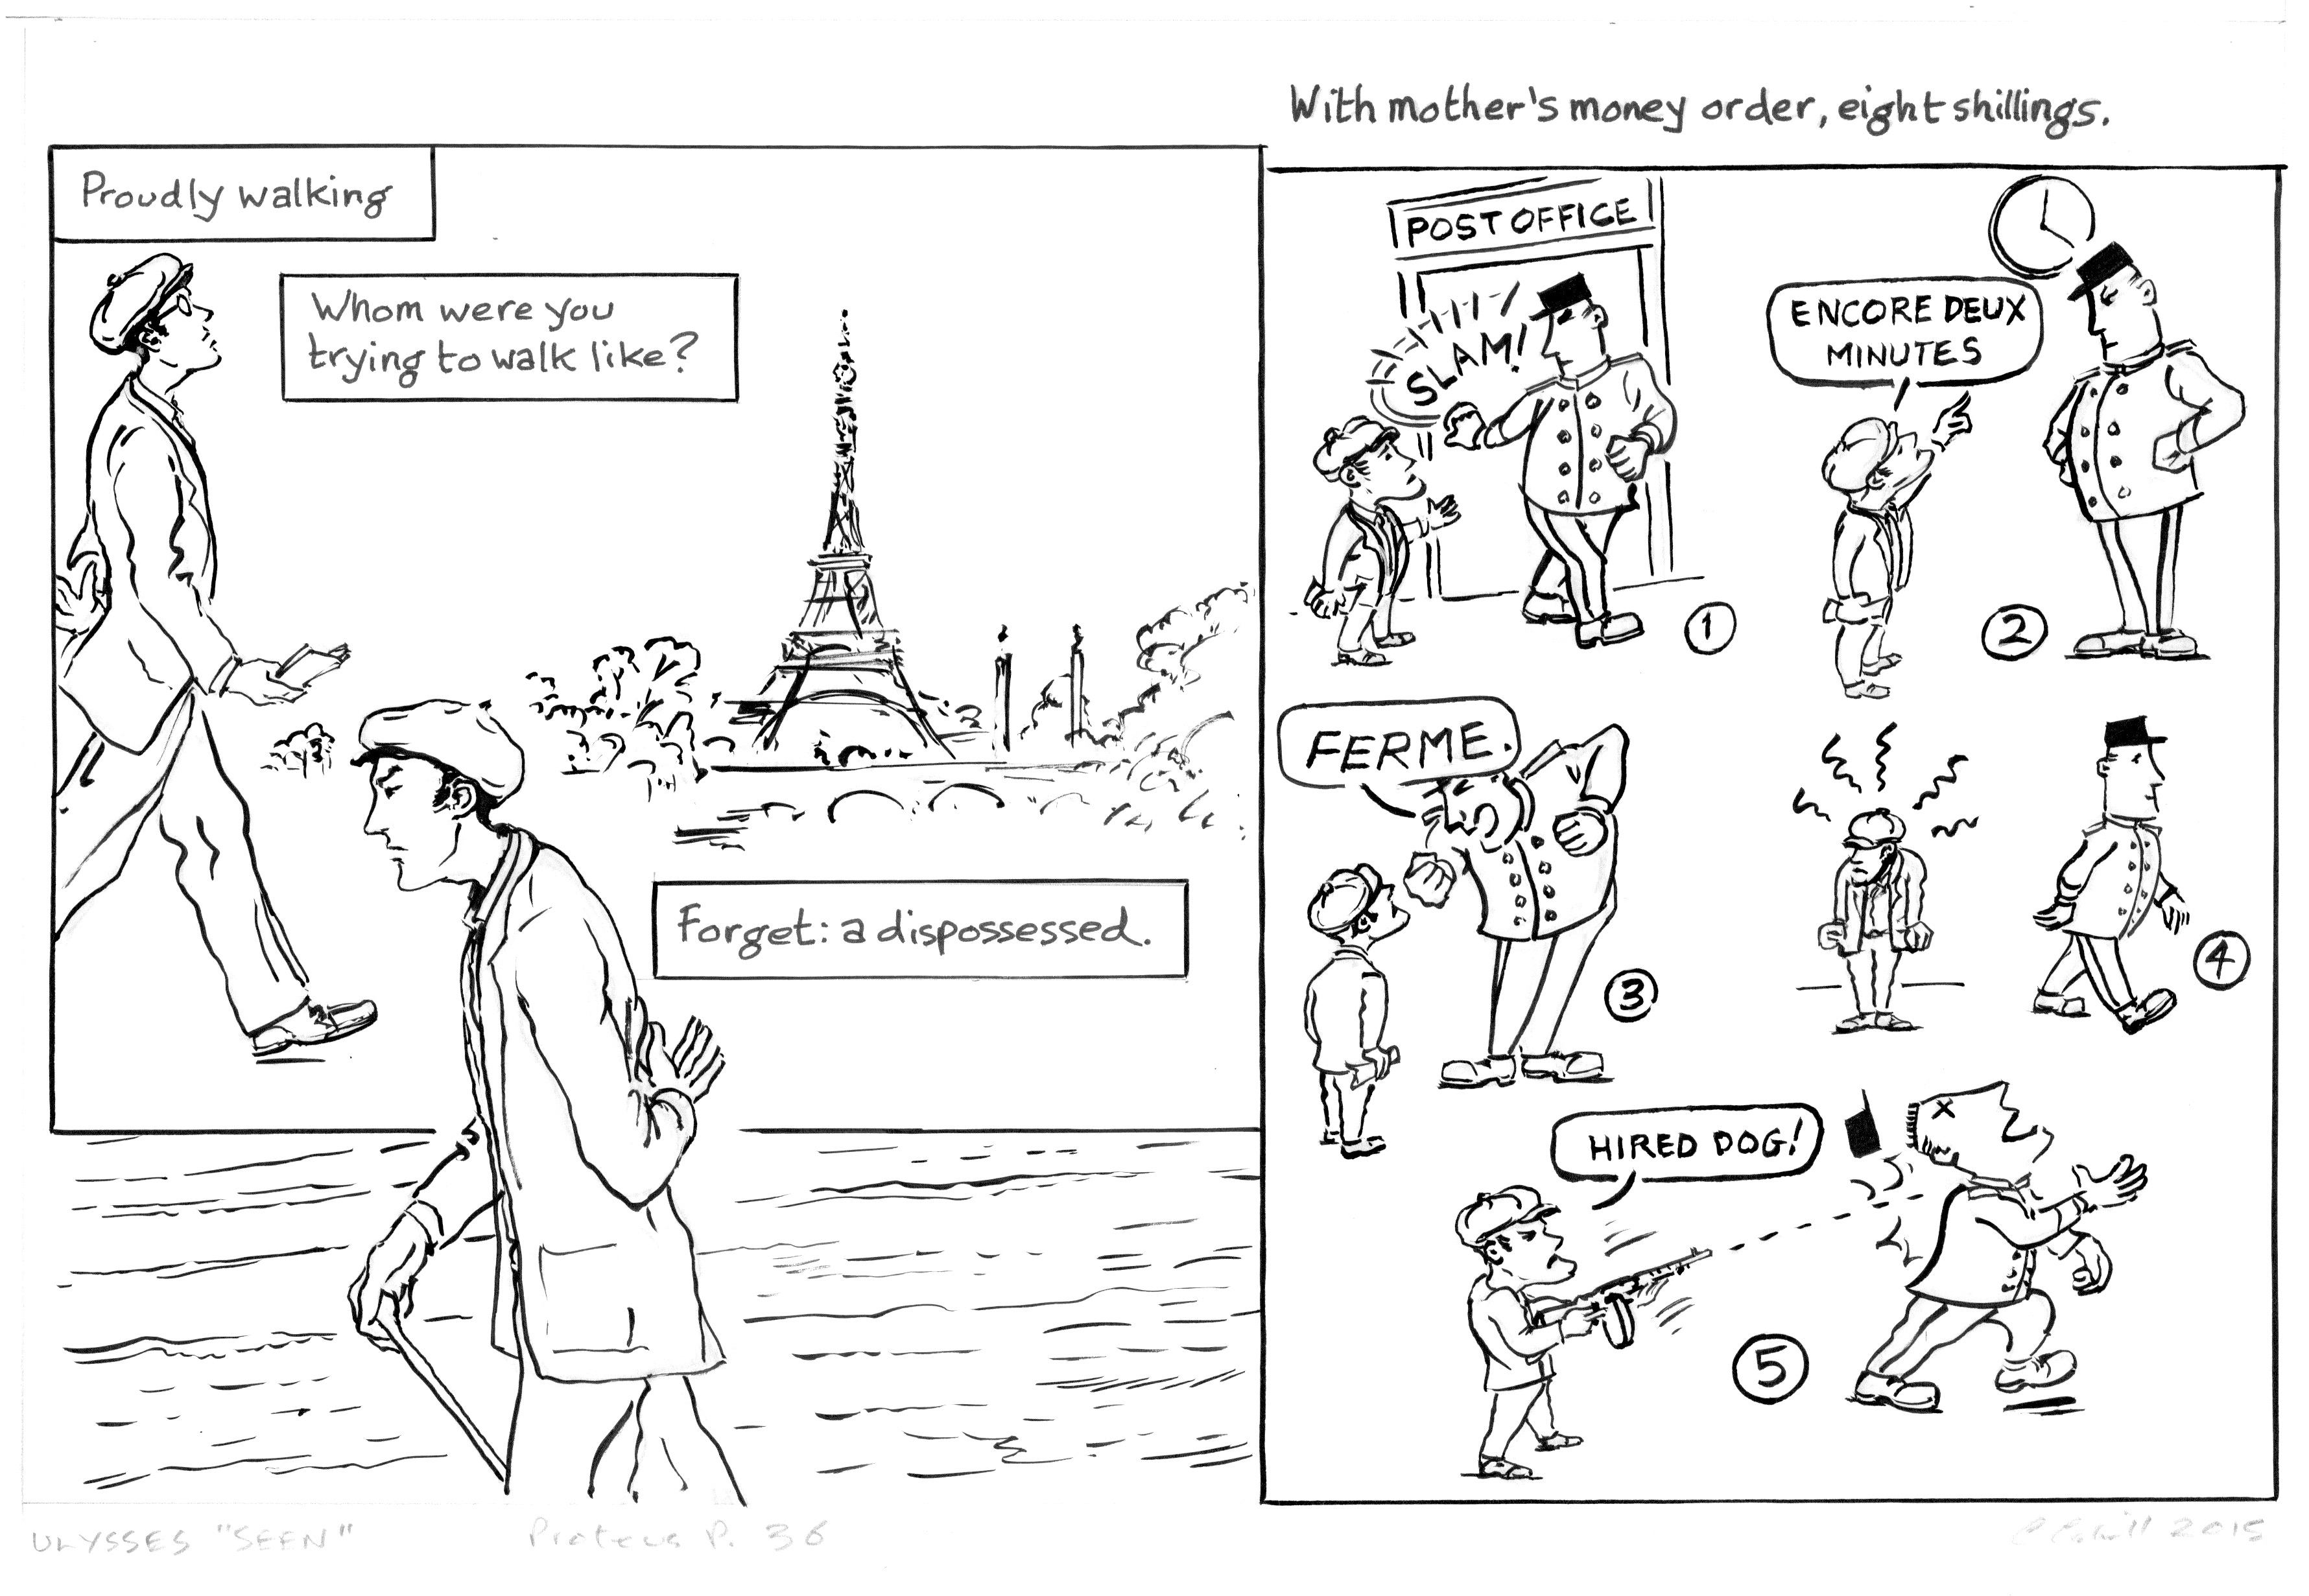 With mother's money order, eight shillings.
Proudly walking
Whom were you
trying to walk like?
Forget: a dispossessed.
POST OFFICE
SLAM!
1
ENCORE DEUX
MINUTES
2
FERME.
3
4
HIRED DOG!
5
ULYSSES "SEEN"
Proteus P. 36
2015